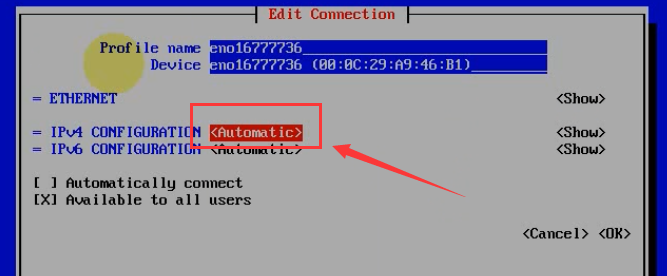 Edit Connection
Profile name eno16777736
Device eno16777736 (00:0C:29:A9:46:B1)
= ETHERNET <Show>
= IPv4 CONFIGURATION <Automatic> <Show>
= IPv6 CONFIGURATION <Automatic> <Show>
[ ] Automatically connect
[X] Available to all users
<Cancel> <OK>